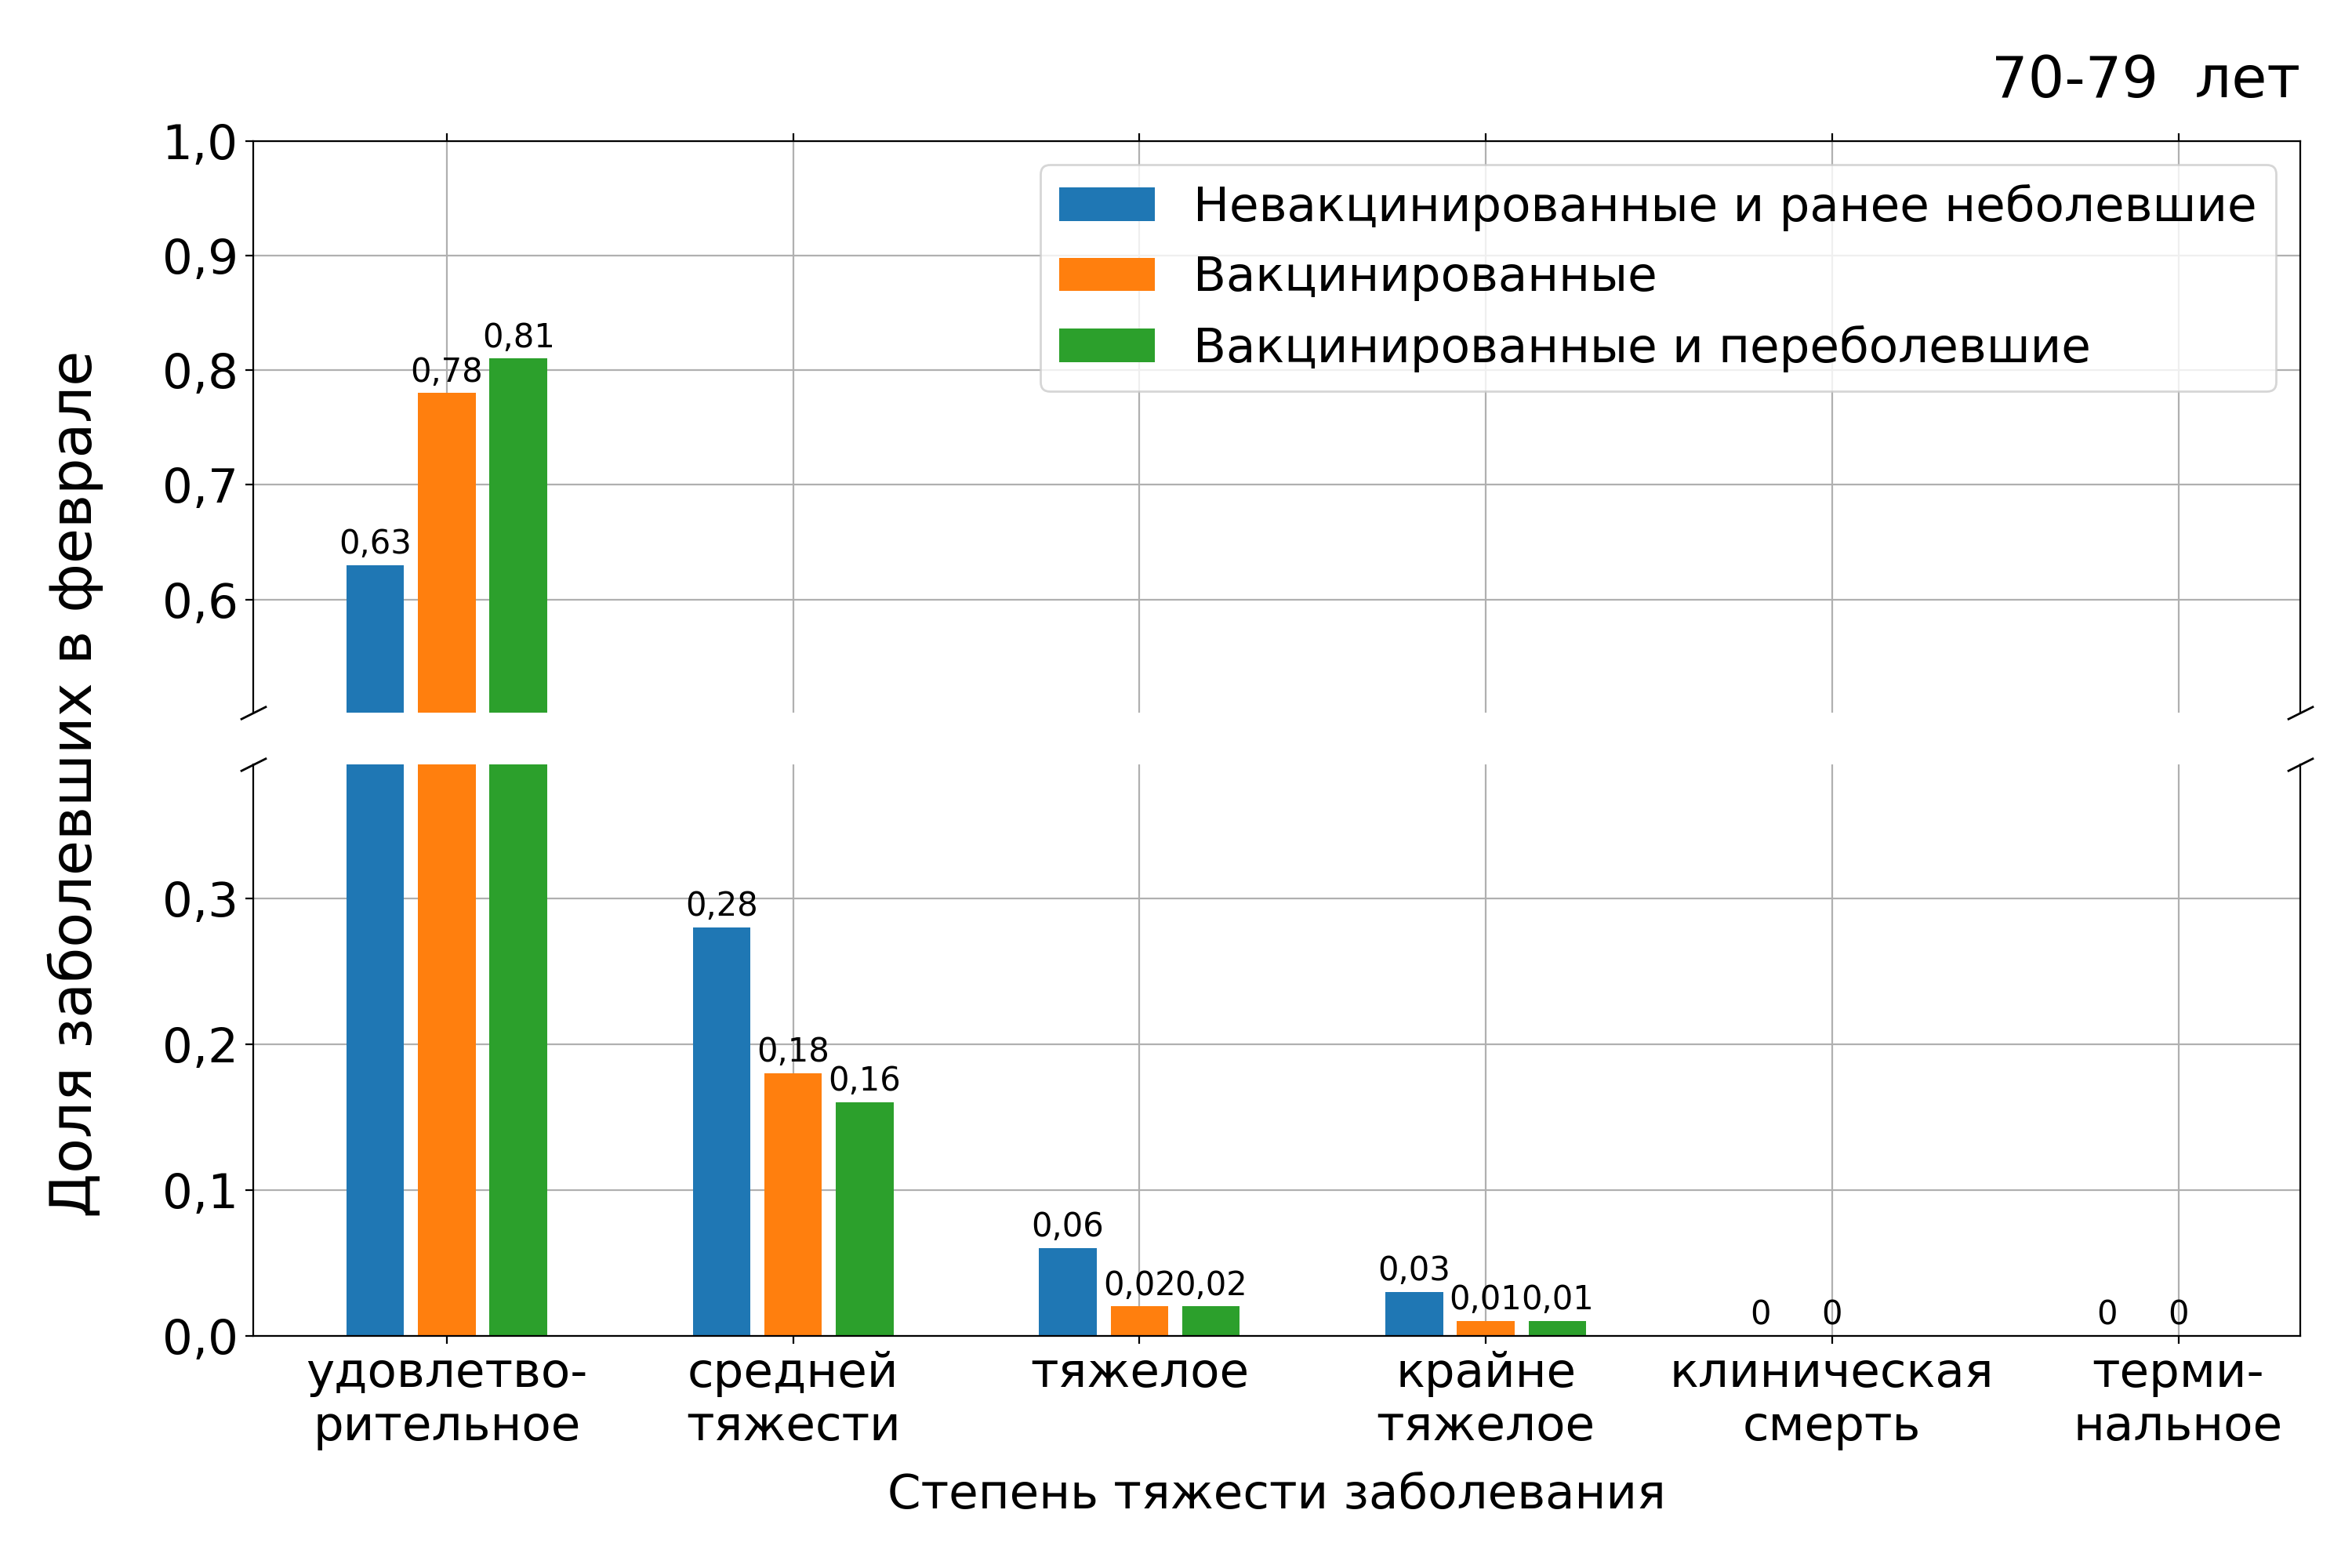 70-79 лет
Доля заболевших в феврале
1,0
0,9
0,8
0,7
0,6
0,3
0,2
0,1
0,0
Невакцинированные и ранее неболевшие
Вакцинированные
Вакцинированные и переболевшие
0,63
0,78
0,81
0,28
0,18
0,16
0,06
0,02
0,02
0,03
0,01
0,01
0
0
0
0
удовлетво-
рительное
средней
тяжести
тяжелое
крайне
тяжелое
клиническая
смерть
терми-
нальное
Степень тяжести заболевания